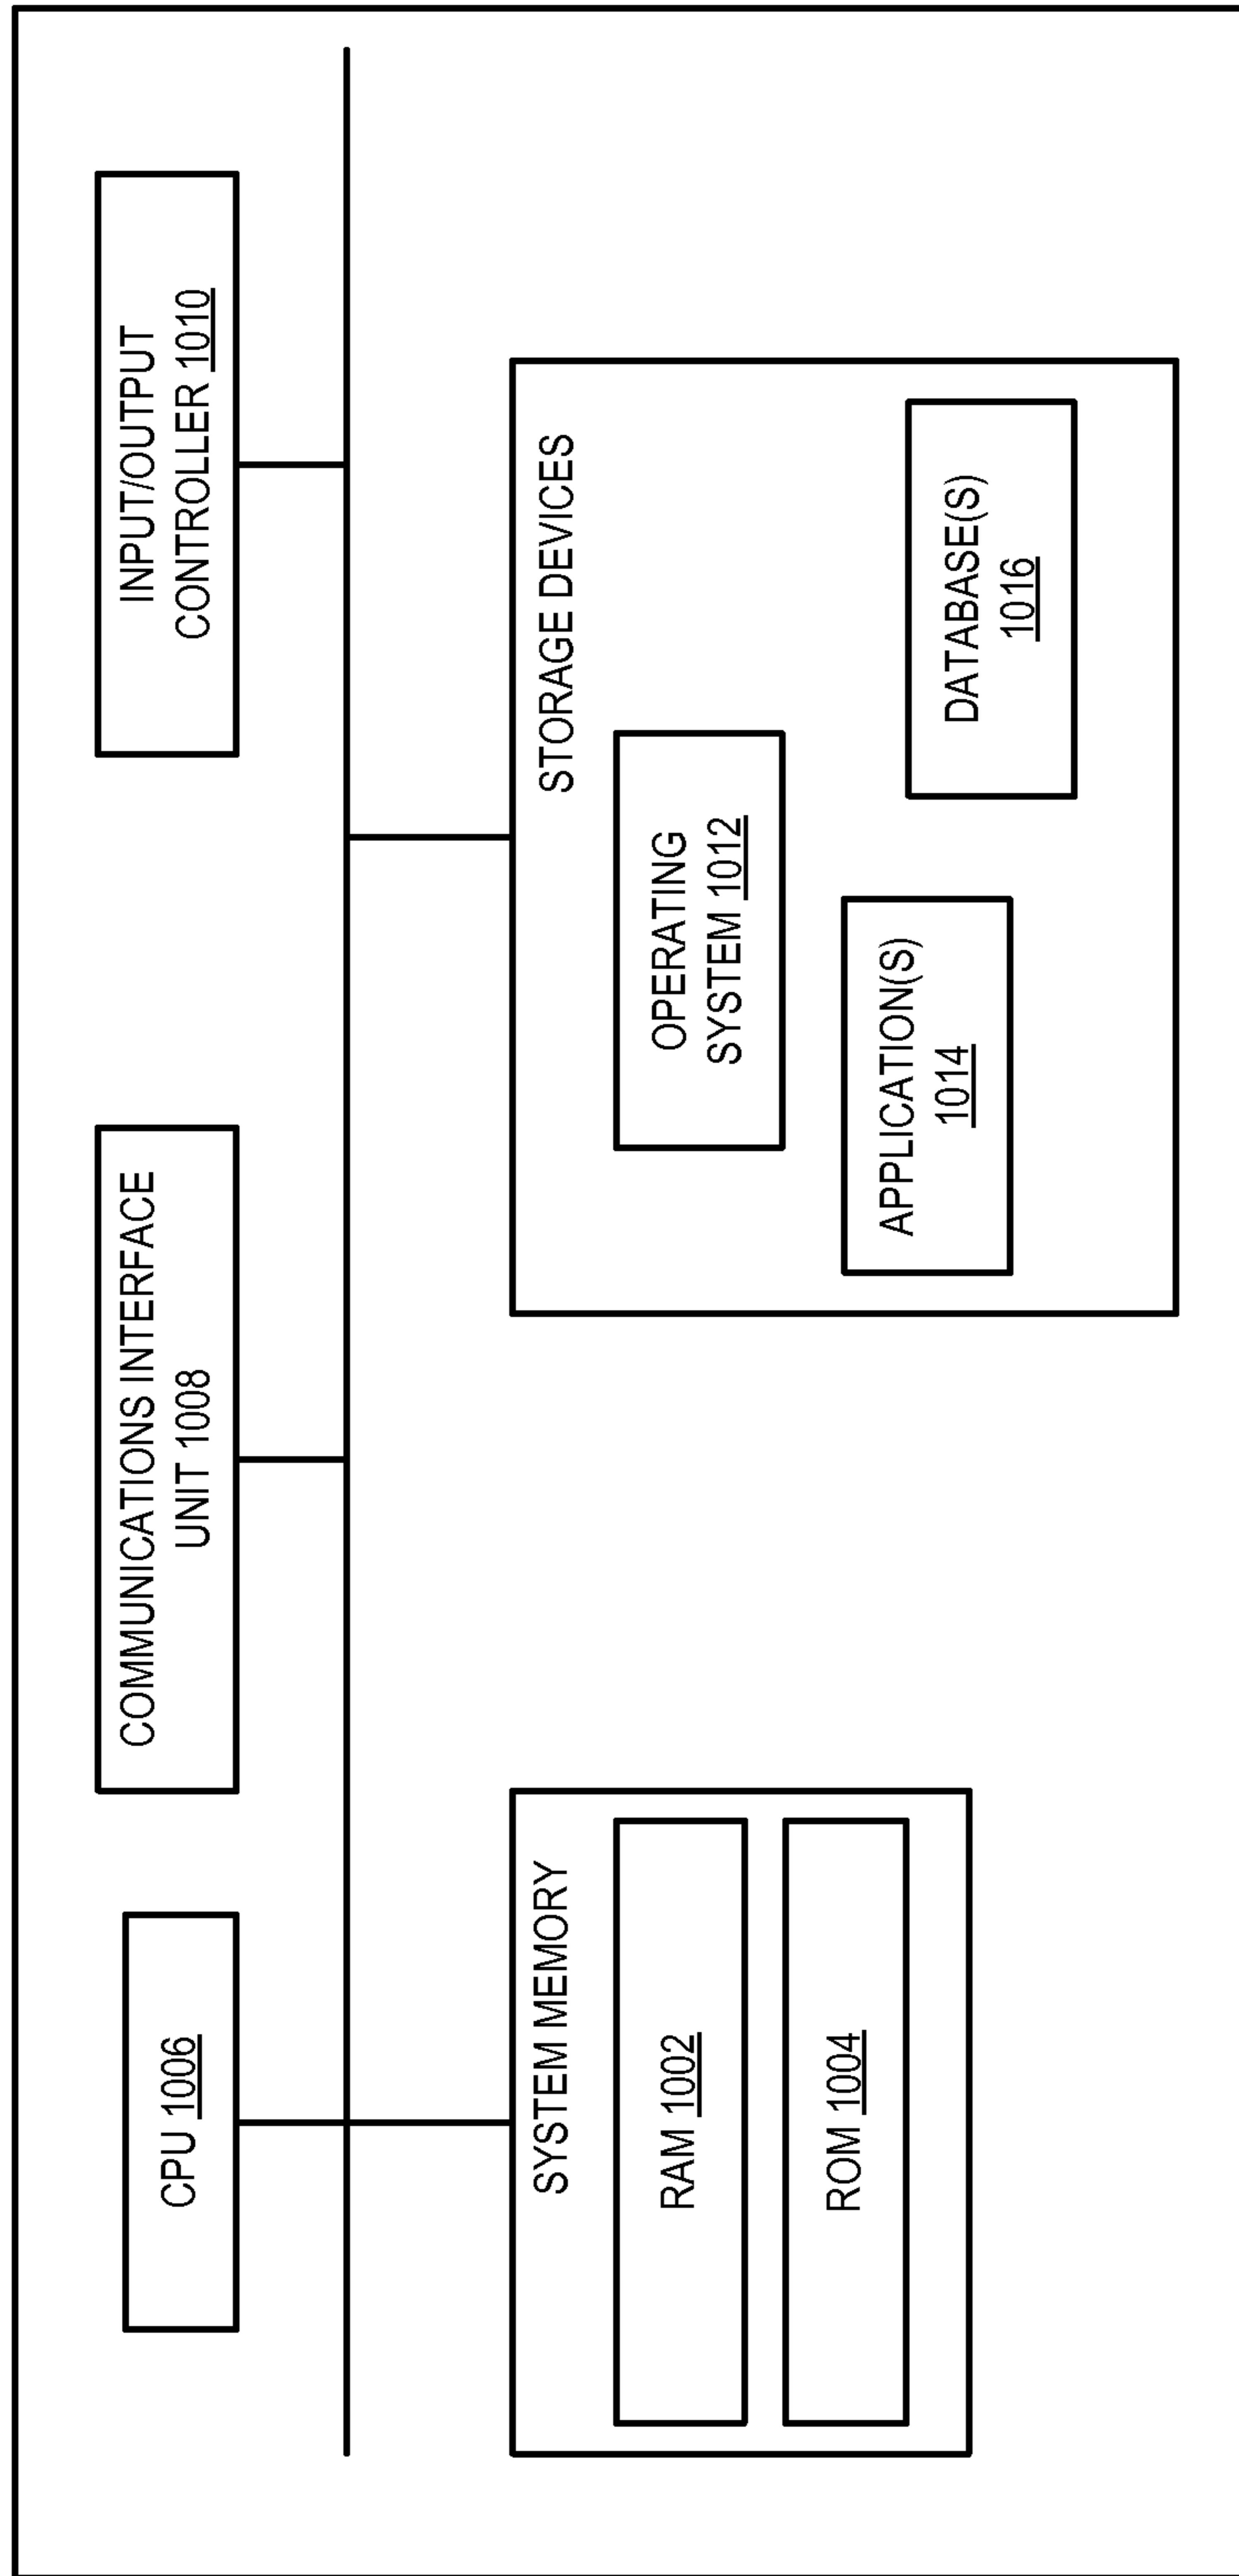 CPU 1006
COMMUNICATIONS INTERFACE
UNIT 1008
INPUT/OUTPUT
CONTROLLER 1010
SYSTEM MEMORY
RAM 1002
ROM 1004
STORAGE DEVICES
OPERATING
SYSTEM 1012
APPLICATION(S)
1014
DATABASE(S)
1016